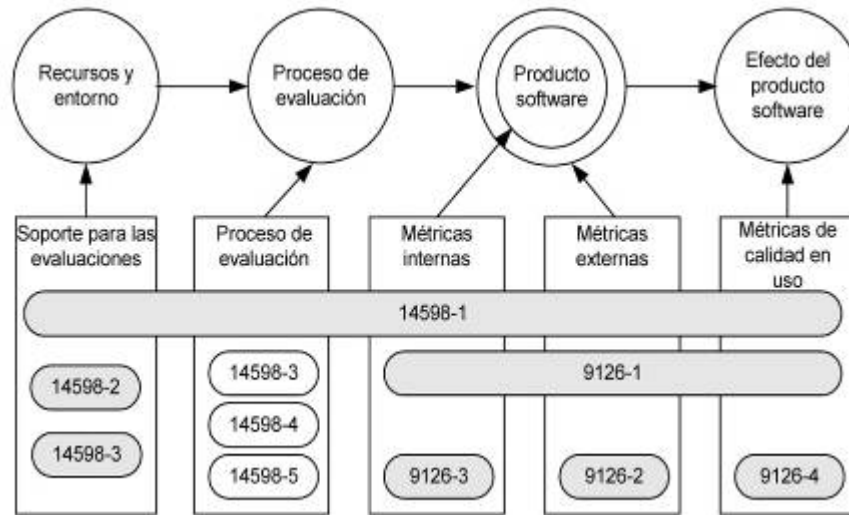 Recursos y
entorno
Proceso de
evaluación
Producto
software
Efecto del
producto
software
Soporte para las
evaluaciones
Proceso de
evaluación
Métricas
internas
Métricas
externas
Métricas de
calidad en
uso
14598-1
14598-2
14598-3
14598-3
14598-4
14598-5
9126-1
9126-3
9126-2
9126-4